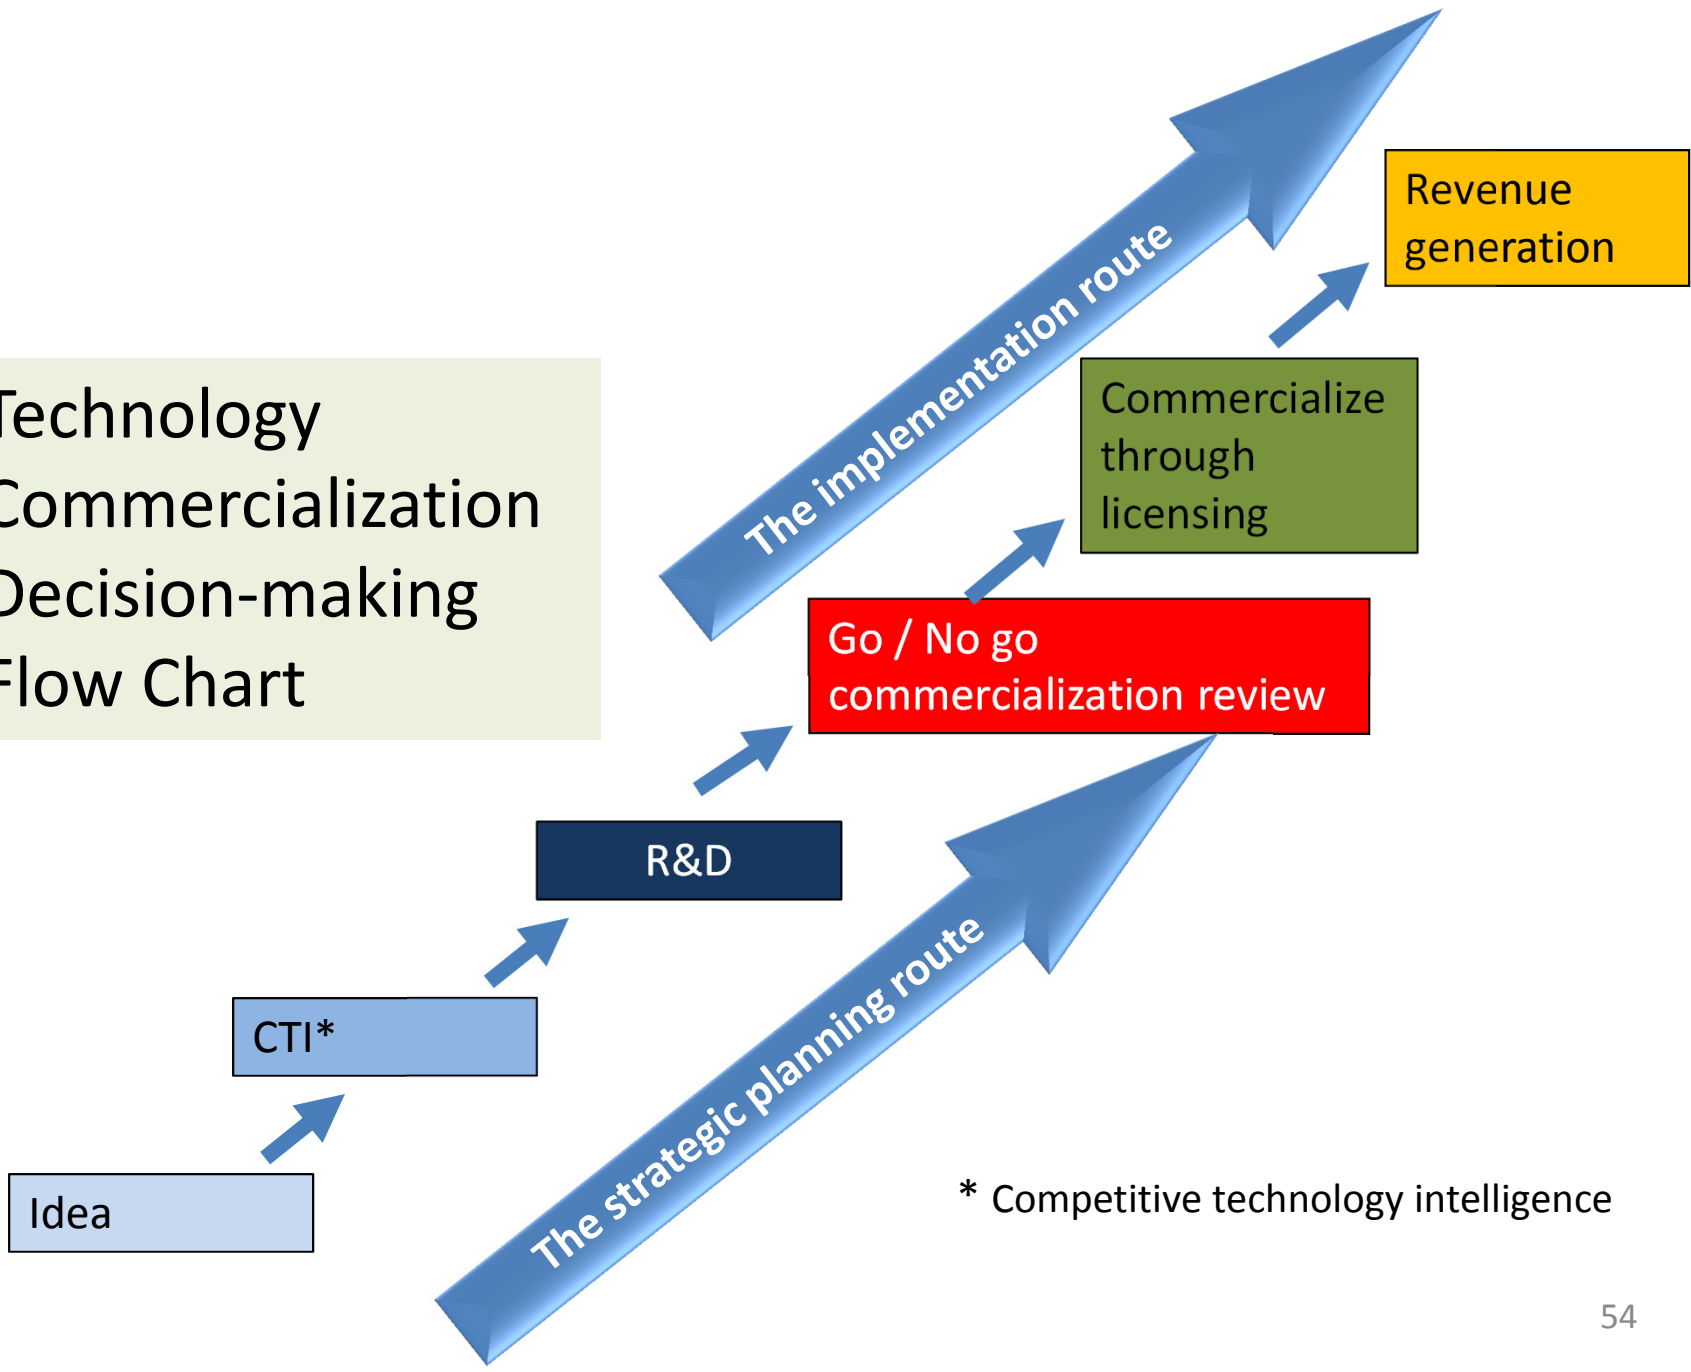 Technology
Commercialization
Decision-making
Flow Chart
The implementation route
Revenue
generation
Commercialize
through
licensing
Go / No go
commercialization review
R&D
The strategic planning route
CTI*
Idea
* Competitive technology intelligence
54